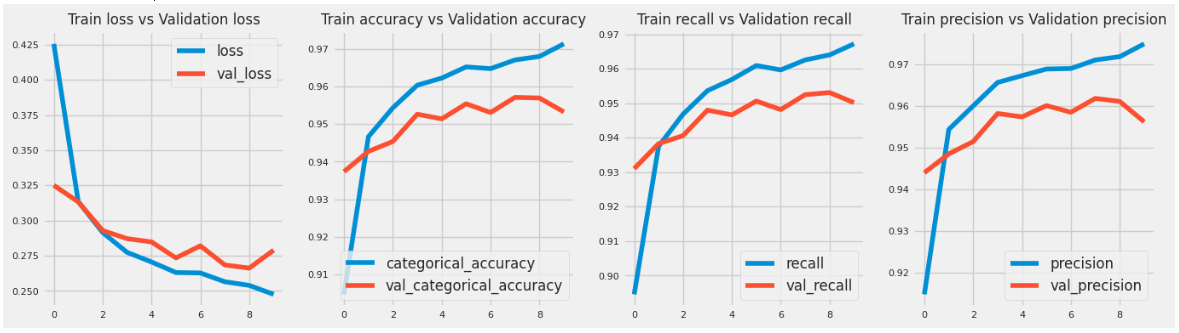 Train loss vs Validation loss
0.425
0.400
0.375
0.350
0.325
0.300
0.275
0.250
0 2 4 6 8
loss
val_loss
Train accuracy vs Validation accuracy
0.97
0.96
0.95
0.94
0.93
0.92
0.91
0 2 4 6 8
categorical_accuracy
val_categorical_accuracy
Train recall vs Validation recall
0.97
0.96
0.95
0.94
0.93
0.92
0.91
0.90
0 2 4 6 8
recall
val_recall
Train precision vs Validation precision
0.97
0.96
0.95
0.94
0.93
0.92
0 2 4 6 8
precision
val_precision